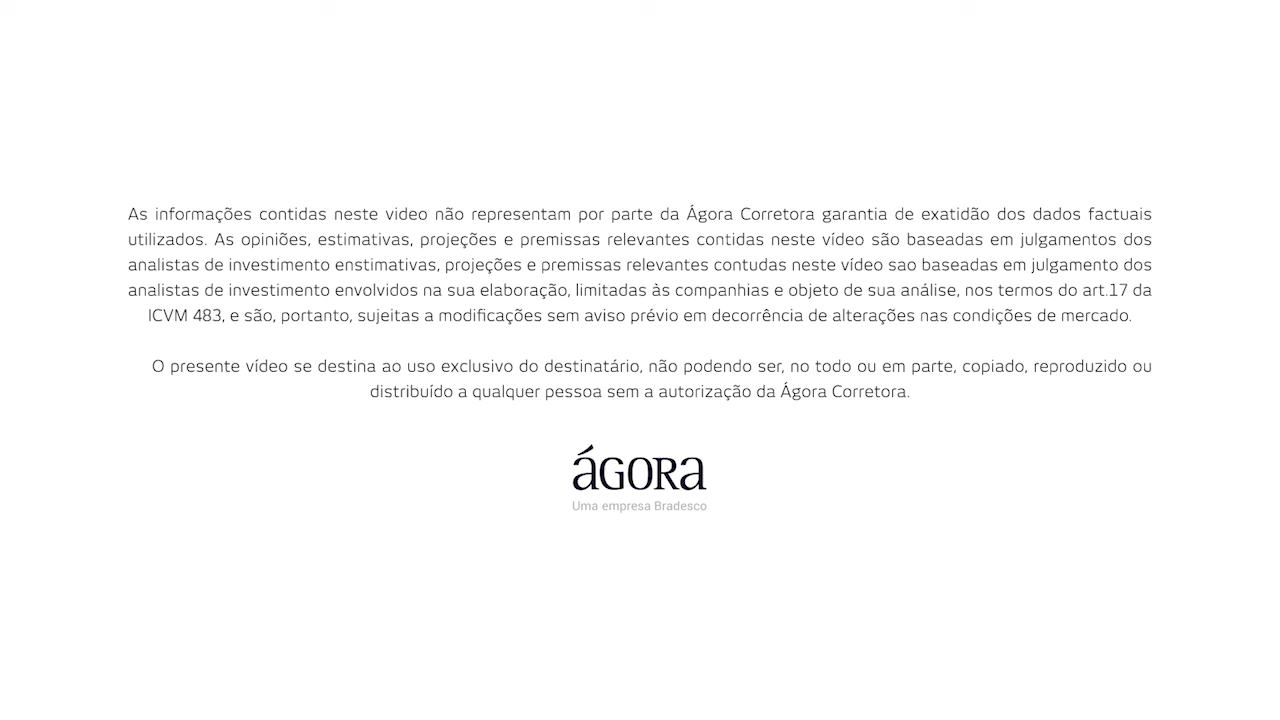 As informações contidas neste video não representam por parte da Ágora Corretora garantia de exatidão dos dados factuais
utilizados. As opiniões, estimativas, projeções e premissas relevantes contidas neste vídeo são baseadas em julgamentos dos
analistas de investimento enstimativas, projeções e premissas relevantes contudas neste vídeo sao baseadas em julgamento dos
analistas de investimento envolvidos na sua elaboração, limitadas às companhias e objeto de sua análise, nos termos do art.17 da
ICVM 483, e são, portanto, sujeitas a modificações sem aviso prévio em decorrência de alterações nas condições de mercado.
O presente vídeo se destina ao uso exclusivo do destinatário, não podendo ser, no todo ou em parte, copiado, reproduzido ou
distribuído a qualquer pessoa sem a autorização da Ágora Corretora.
ÁGORA
Uma empresa Bradesco